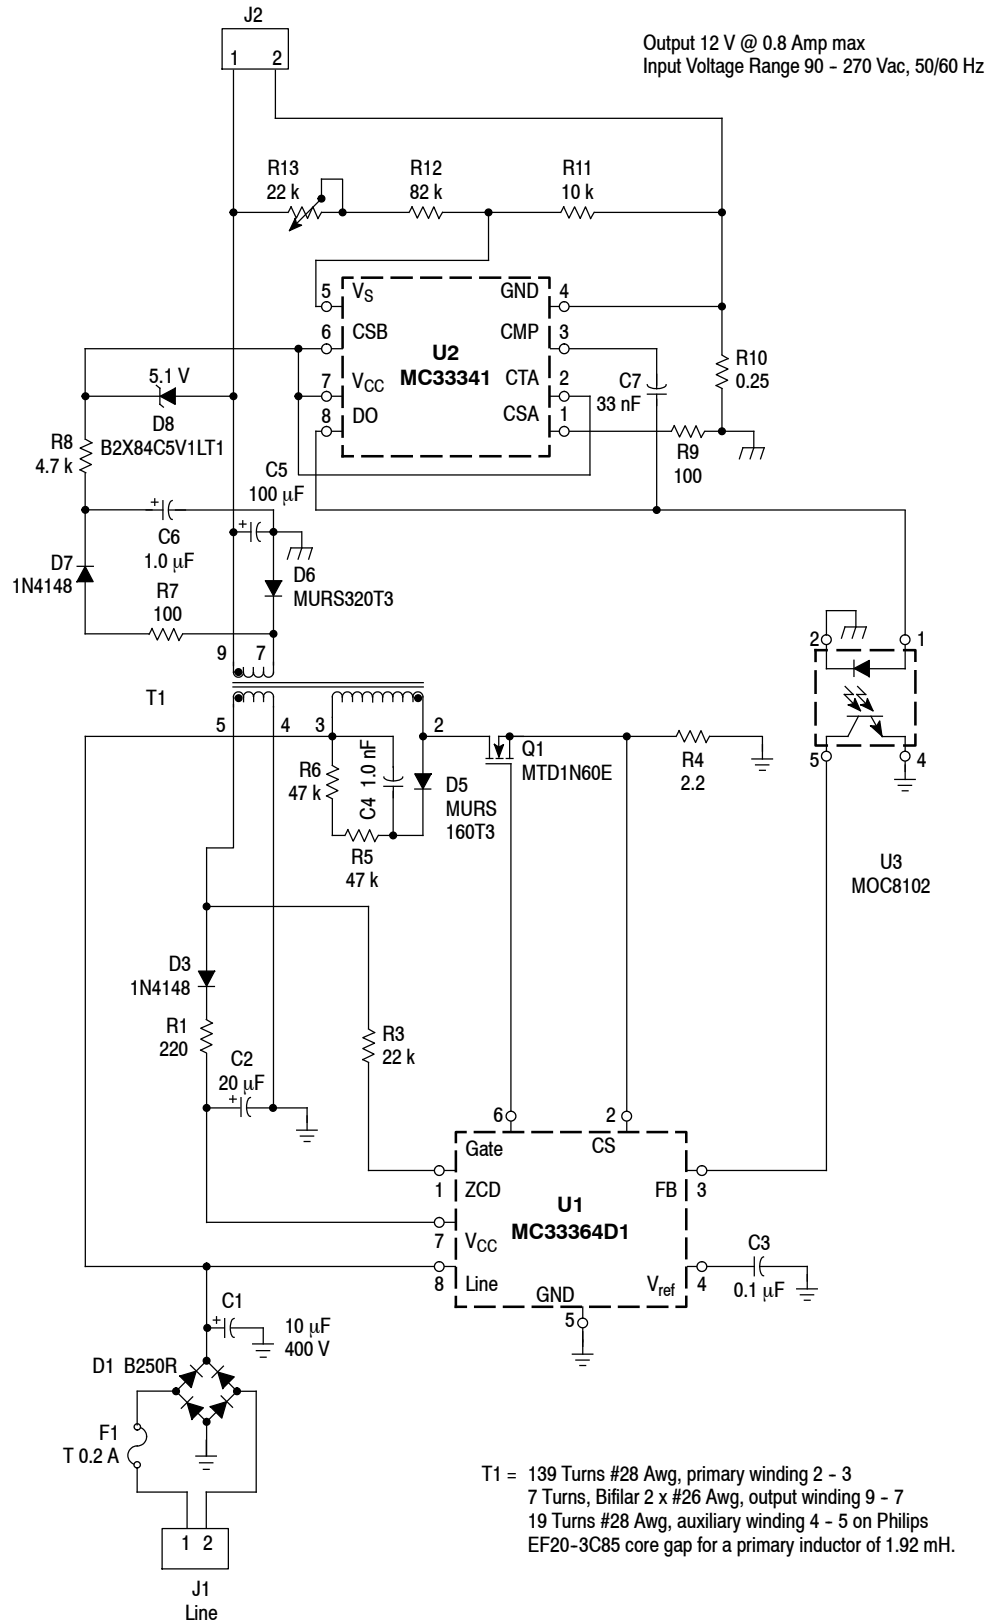 J2
1 2
Output 12 V @ 0.8 Amp max
Input Voltage Range 90 - 270 Vac, 50/60 Hz
R13
22 k
R12
82 k
R11
10 k
5 VS
GND 4
6 CSB
CMP 3
U2
MC33341
7 VCC
CTA 2
8 DO
CSA 1
C7
33 nF
R10
0.25
R9
100
5.1 V
D8
B2X84C5V1LT1
R8
4.7 k
C5
+ 100 µF
+ C6
1.0 µF
D7
1N4148
D6
MURS320T3
R7
100
9 7
T1
5 4 3 2
2 1
5 4
U3
MOC8102
Q1
MTD1N60E
R4
2.2
R6
47 k
C4 1.0 nF
D5
MURS
160T3
R5
47 k
D3
1N4148
R1
220
R3
22 k
C2
20 µF
+
6 2
Gate CS
1 ZCD
FB 3
U1
MC33364D1
7 VCC
8 Line
Vref 4
GND
5
C3
0.1 µF
+ C1
10 µF
400 V
D1 B250R
F1
T 0.2 A
1 2
J1
Line
T1 = 139 Turns #28 Awg, primary winding 2 - 3
7 Turns, Bifilar 2 x #26 Awg, output winding 9 - 7
19 Turns #28 Awg, auxiliary winding 4 - 5 on Philips
EF20-3C85 core gap for a primary inductor of 1.92 mH.